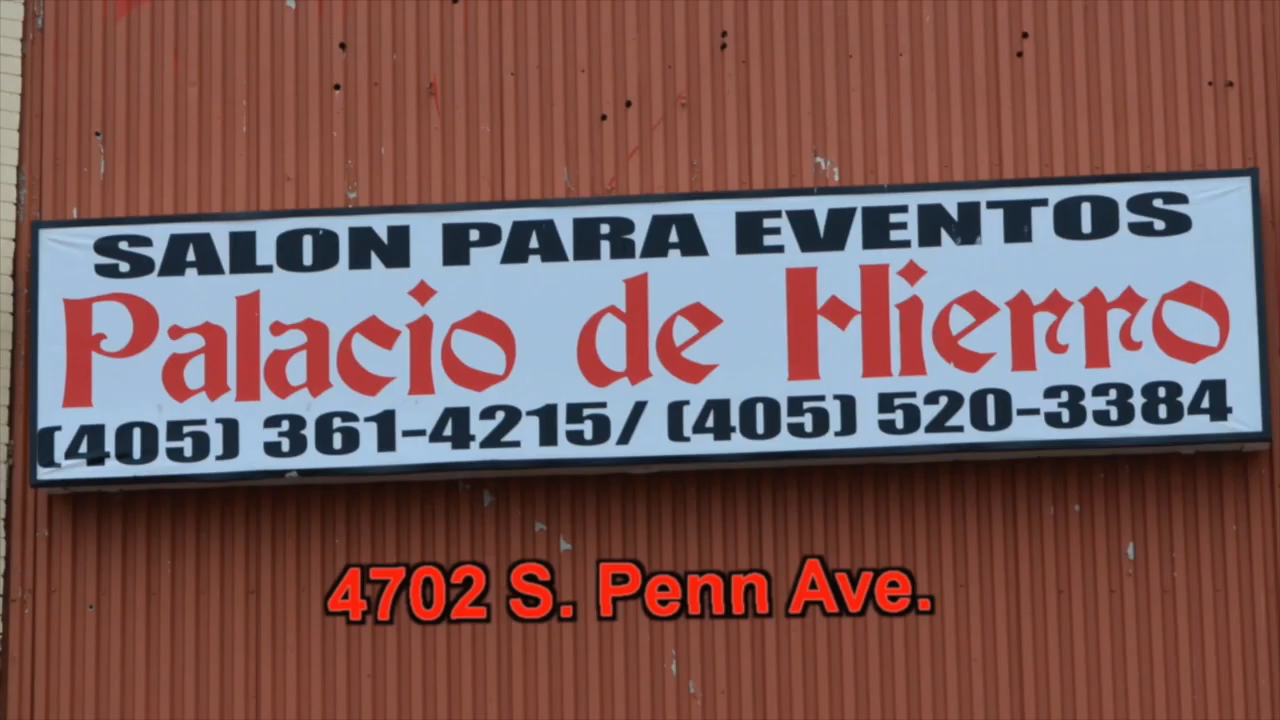 SALON PARA EVENTOS
Palacio de Hierro
(405) 361-4215/ (405) 520-3384
4702 S. Penn Ave.